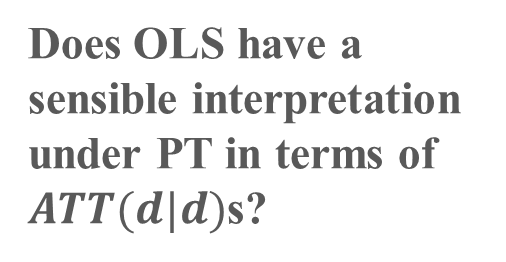 Does OLS have a
sensible interpretation
under PT in terms of
ATT(d|d)s?